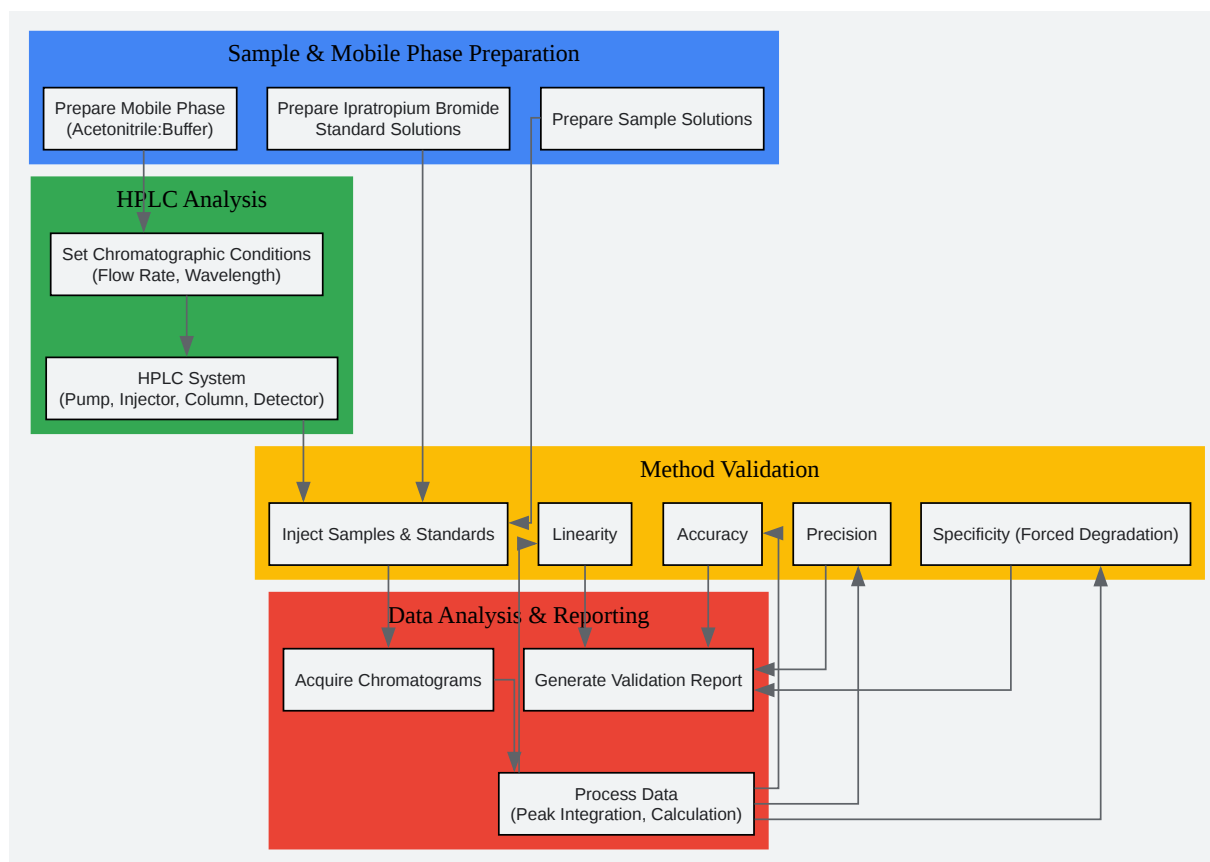 Sample & Mobile Phase Preparation
Prepare Mobile Phase
(Acetonitrile:Buffer)
Prepare Ipratropium Bromide
Standard Solutions
Prepare Sample Solutions
HPLC Analysis
Set Chromatographic Conditions
(Flow Rate, Wavelength)
HPLC System
(Pump, Injector, Column, Detector)
Method Validation
Inject Samples & Standards
Linearity
Accuracy
Precision
Specificity (Forced Degradation)
Data Analysis & Reporting
Acquire Chromatograms
Generate Validation Report
Process Data
(Peak Integration, Calculation)